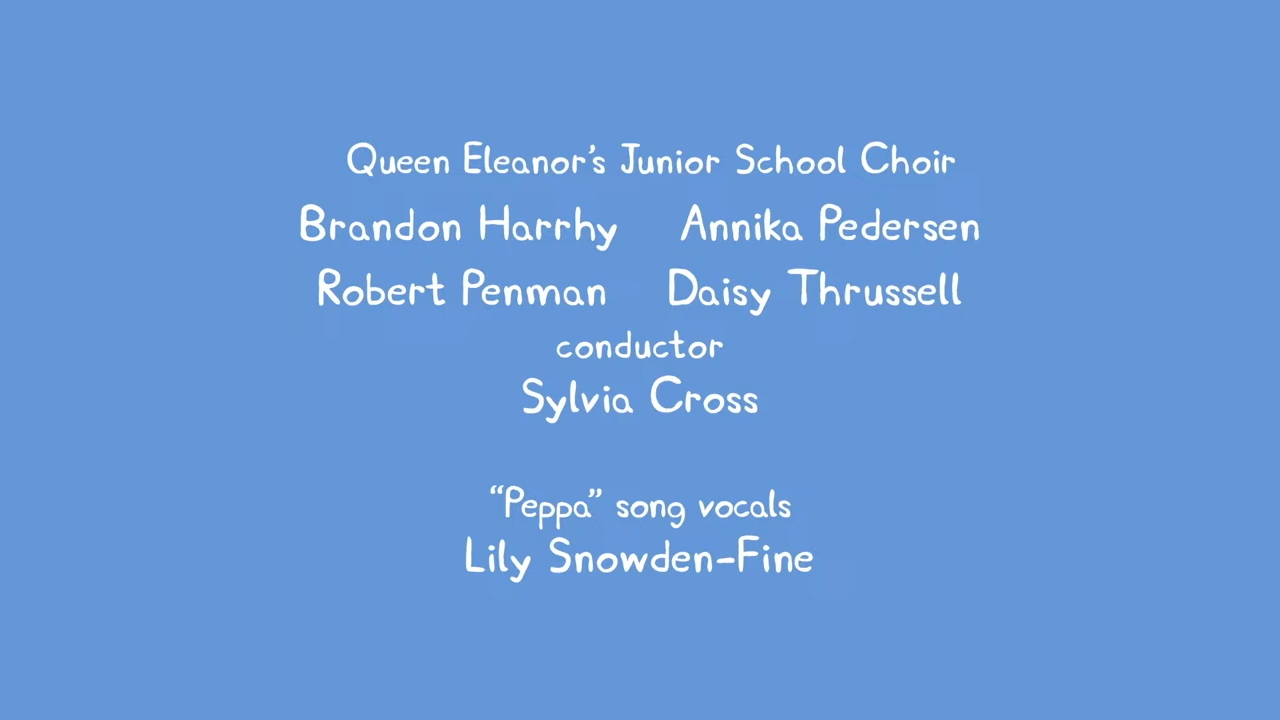 Queen Eleanor's Junior School Choir
Brandon Harrhy Annika Pedersen
Robert Penman Daisy Thrussell
conductor
Sylvia Cross
“Peppa” song vocals
Lily Snowden-Fine